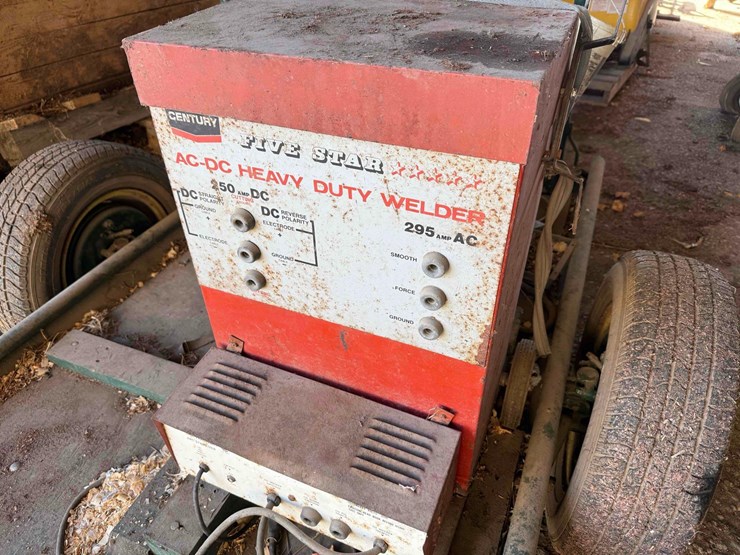 CENTURY
FIVE STAR
AC-DC HEAVY DUTY WELDER
250 AMP DC
295 AMP AC
DC STRAIGHT POLARITY
CUTTING
DC REVERSE POLARITY
GROUND
ELECTRODE
+
ELECTRODE
GROUND
SMOOTH
FORCE
GROUND